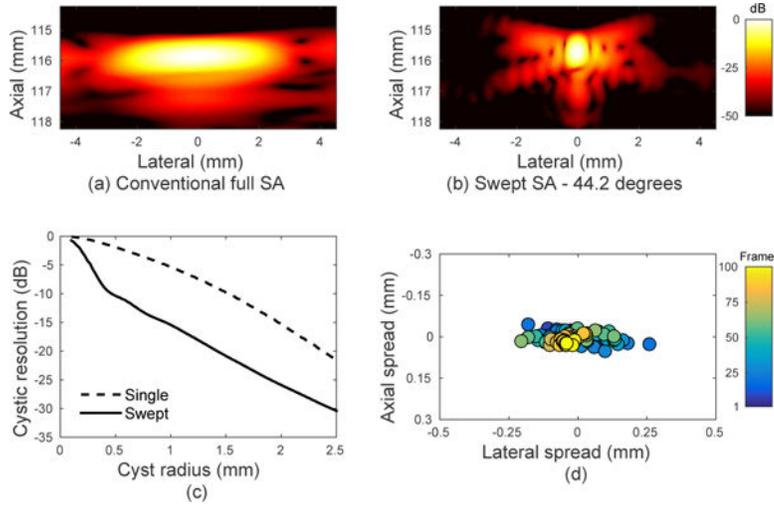 dB
115
116
117
118
Axial (mm)
-4 -2 0 2 4
Lateral (mm)
(a) Conventional full SA
115
116
117
118
Axial (mm)
-4 -2 0 2 4
Lateral (mm)
(b) Swept SA - 44.2 degrees
0
-25
-50
0
-5
-10
-15
-20
-25
-30
-35
Cystic resolution (dB)
Single
Swept
0 0.5 1 1.5 2 2.5
Cyst radius (mm)
(c)
-0.3
-0.15
0
0.15
0.3
Axial spread (mm)
-0.5 -0.25 0 0.25 0.5
Lateral spread (mm)
(d)
Frame
100
75
50
25
1